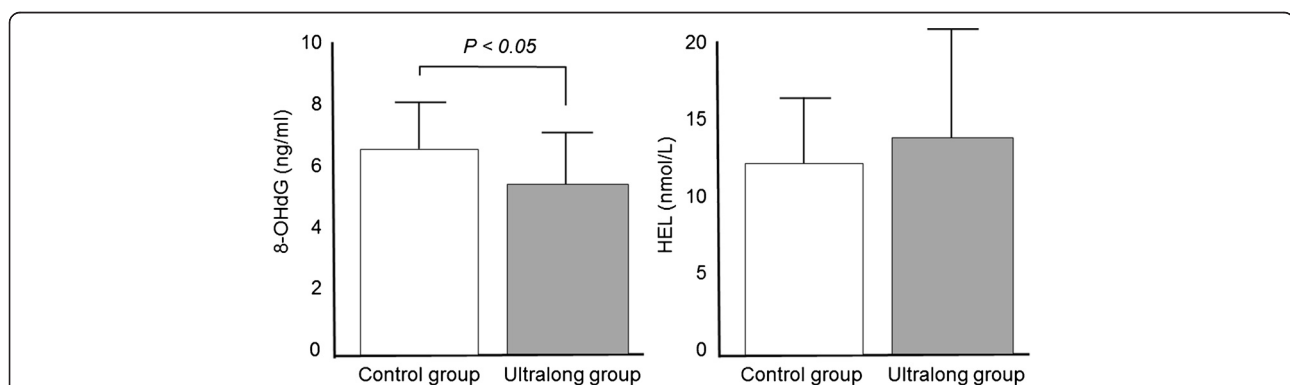 10
8
6
4
2
0
8-OHdG (ng/ml)
P < 0.05
Control group
Ultralong group
20
15
10
5
0
HEL (nmol/L)
Control group
Ultralong group